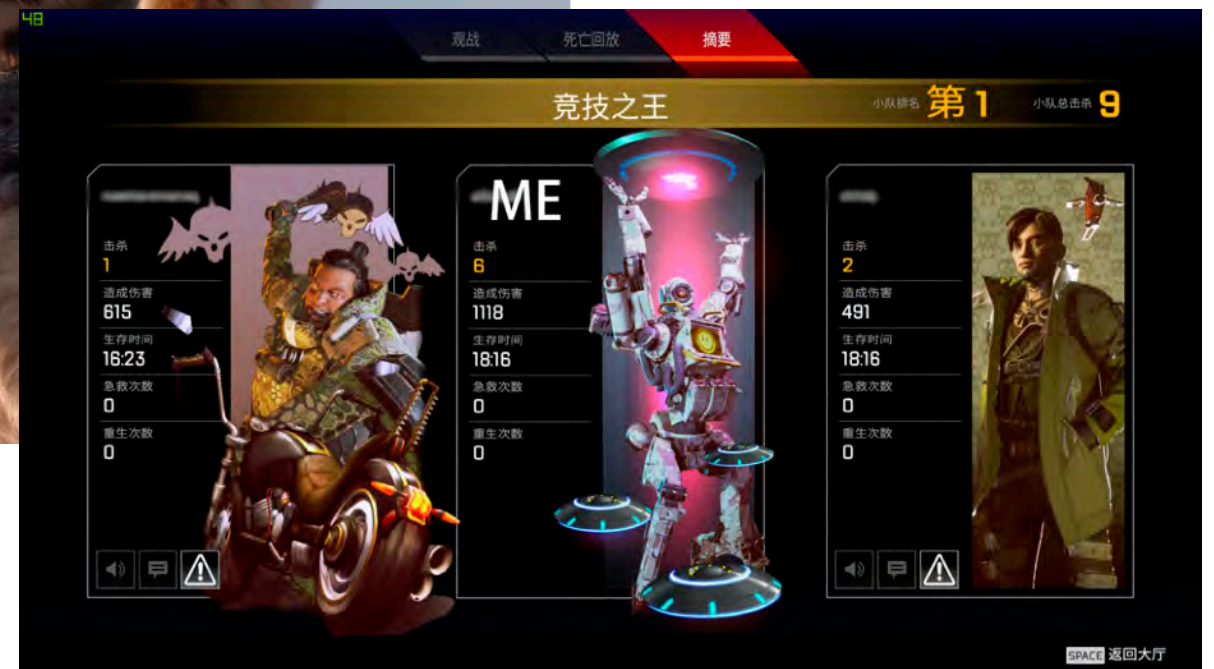 48
观战
死亡回放
摘要
竞技之王
小队排名 第 1
小队总击杀 9
击杀
1
造成伤害
615
生存时间
16:23
急救次数
0
重生次数
0
ME
击杀
6
造成伤害
1118
生存时间
18:16
急救次数
0
重生次数
0
击杀
2
造成伤害
491
生存时间
18:16
急救次数
0
重生次数
0
SPACE 返回大厅